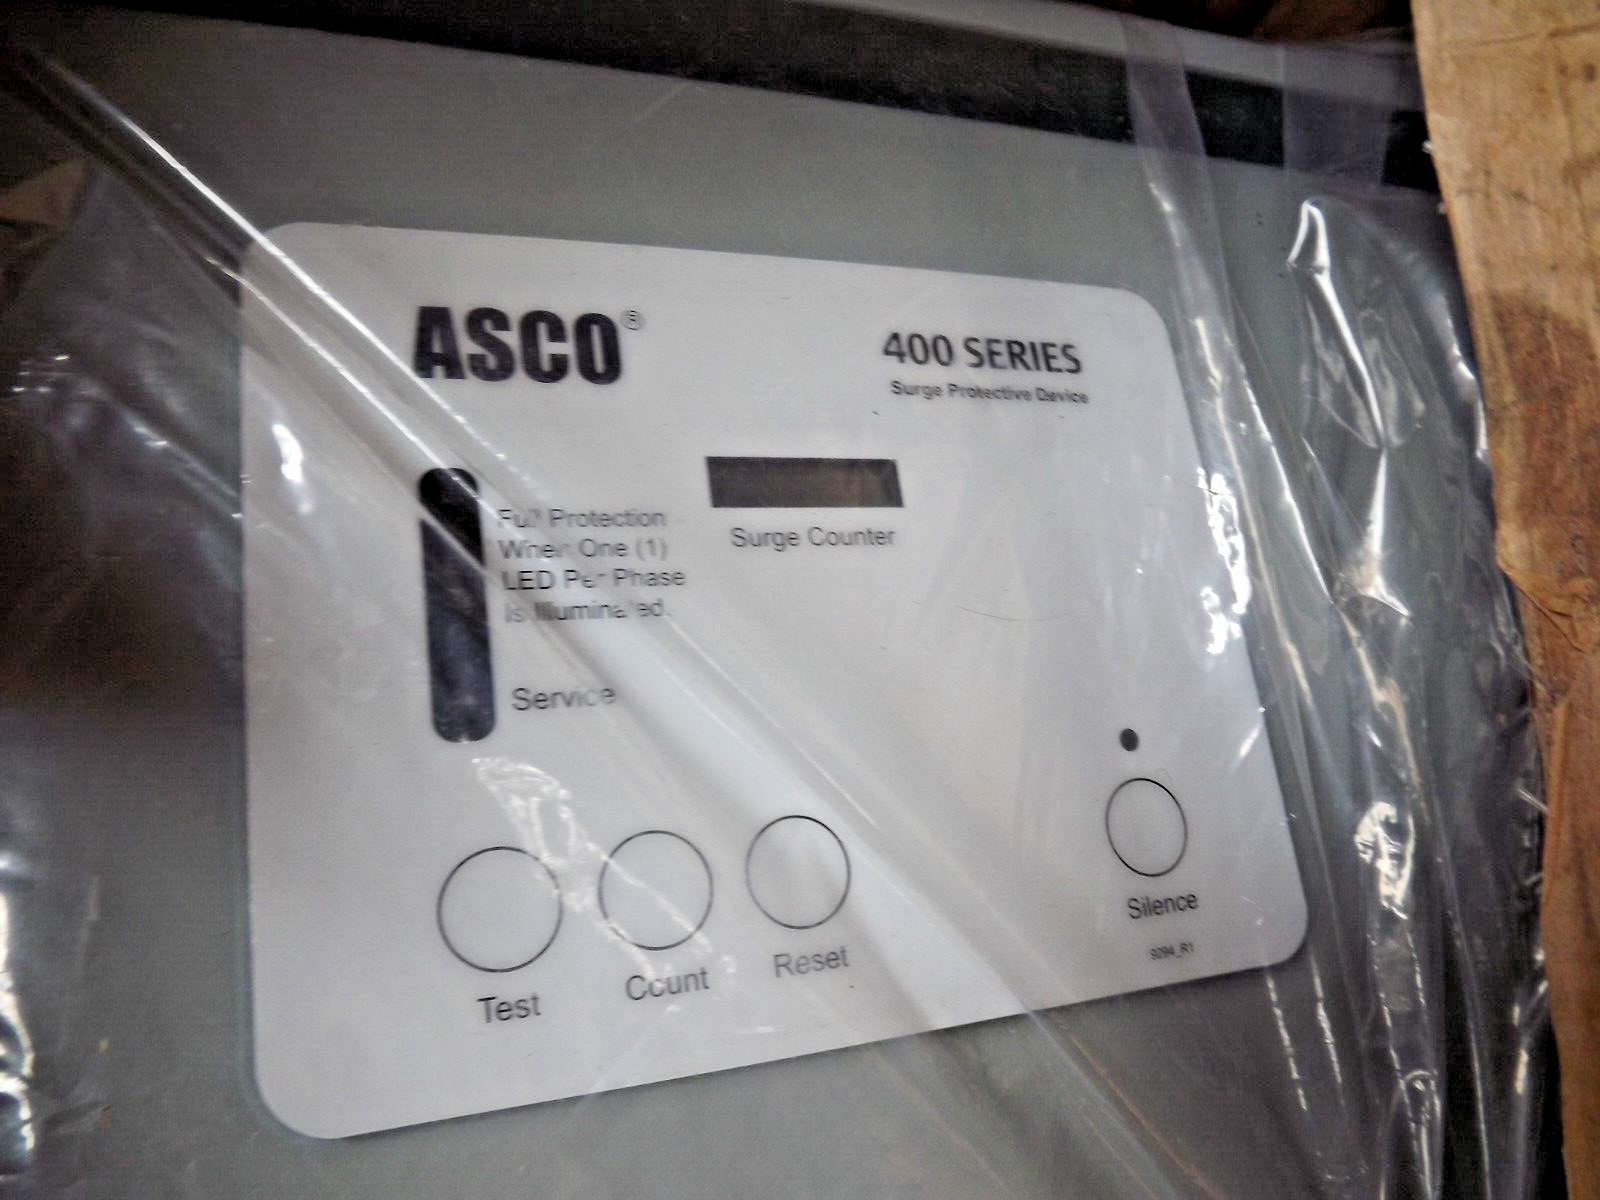 ASCO®
400 SERIES
Surge Protective Device
Full Protection
When One (1)
LED Per Phase
Is Illuminated.
Surge Counter
Service
Test
Count
Reset
Silence
9094_R1